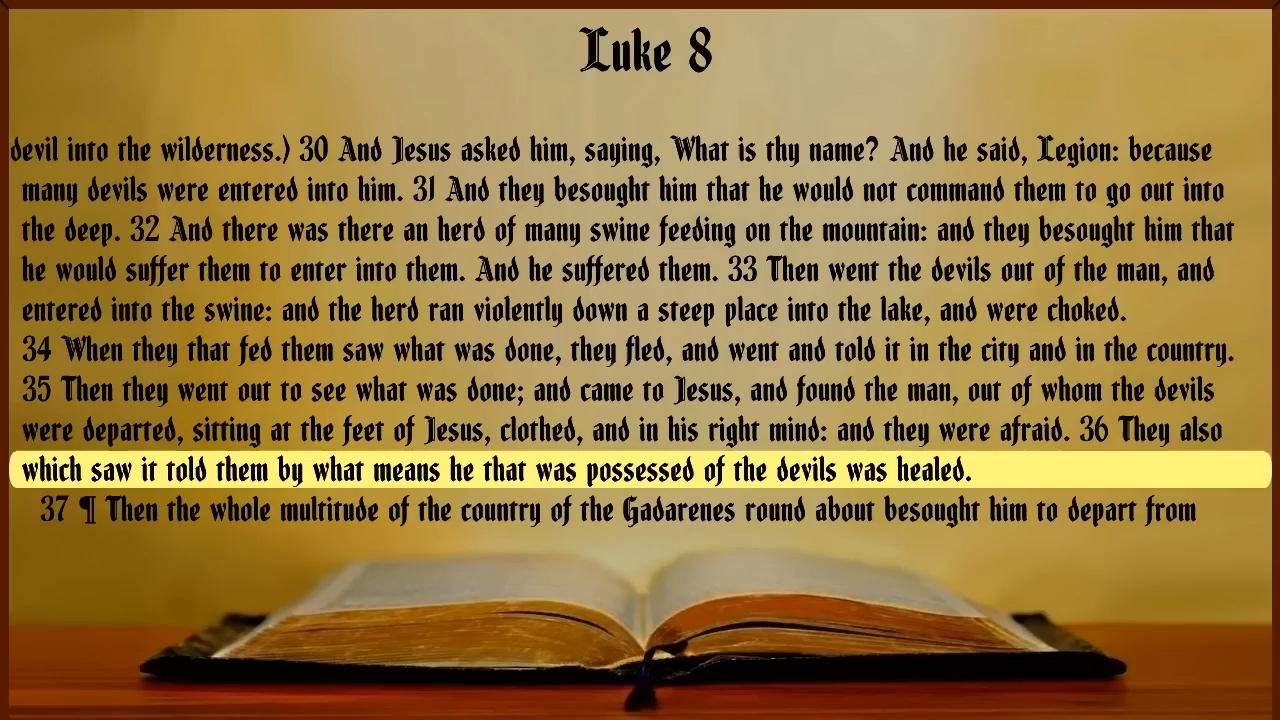 Luke 8
devil into the wilderness.) 30 And Jesus asked him, saying, What is thy name? And he said, Legion: because
many devils were entered into him. 31 And they besought him that he would not command them to go out into
the deep. 32 And there was there an herd of many swine feeding on the mountain: and they besought him that
he would suffer them to enter into them. And he suffered them. 33 Then went the devils out of the man, and
entered into the swine: and the herd ran violently down a steep place into the lake, and were choked.
34 When they that fed them saw what was done, they fled, and went and told it in the city and in the country.
35 Then they went out to see what was done; and came to Jesus, and found the man, out of whom the devils
were departed, sitting at the feet of Jesus, clothed, and in his right mind: and they were afraid. 36 They also
which saw it told them by what means he that was possessed of the devils was healed.
37 ¶ Then the whole multitude of the country of the Gadarenes round about besought him to depart from